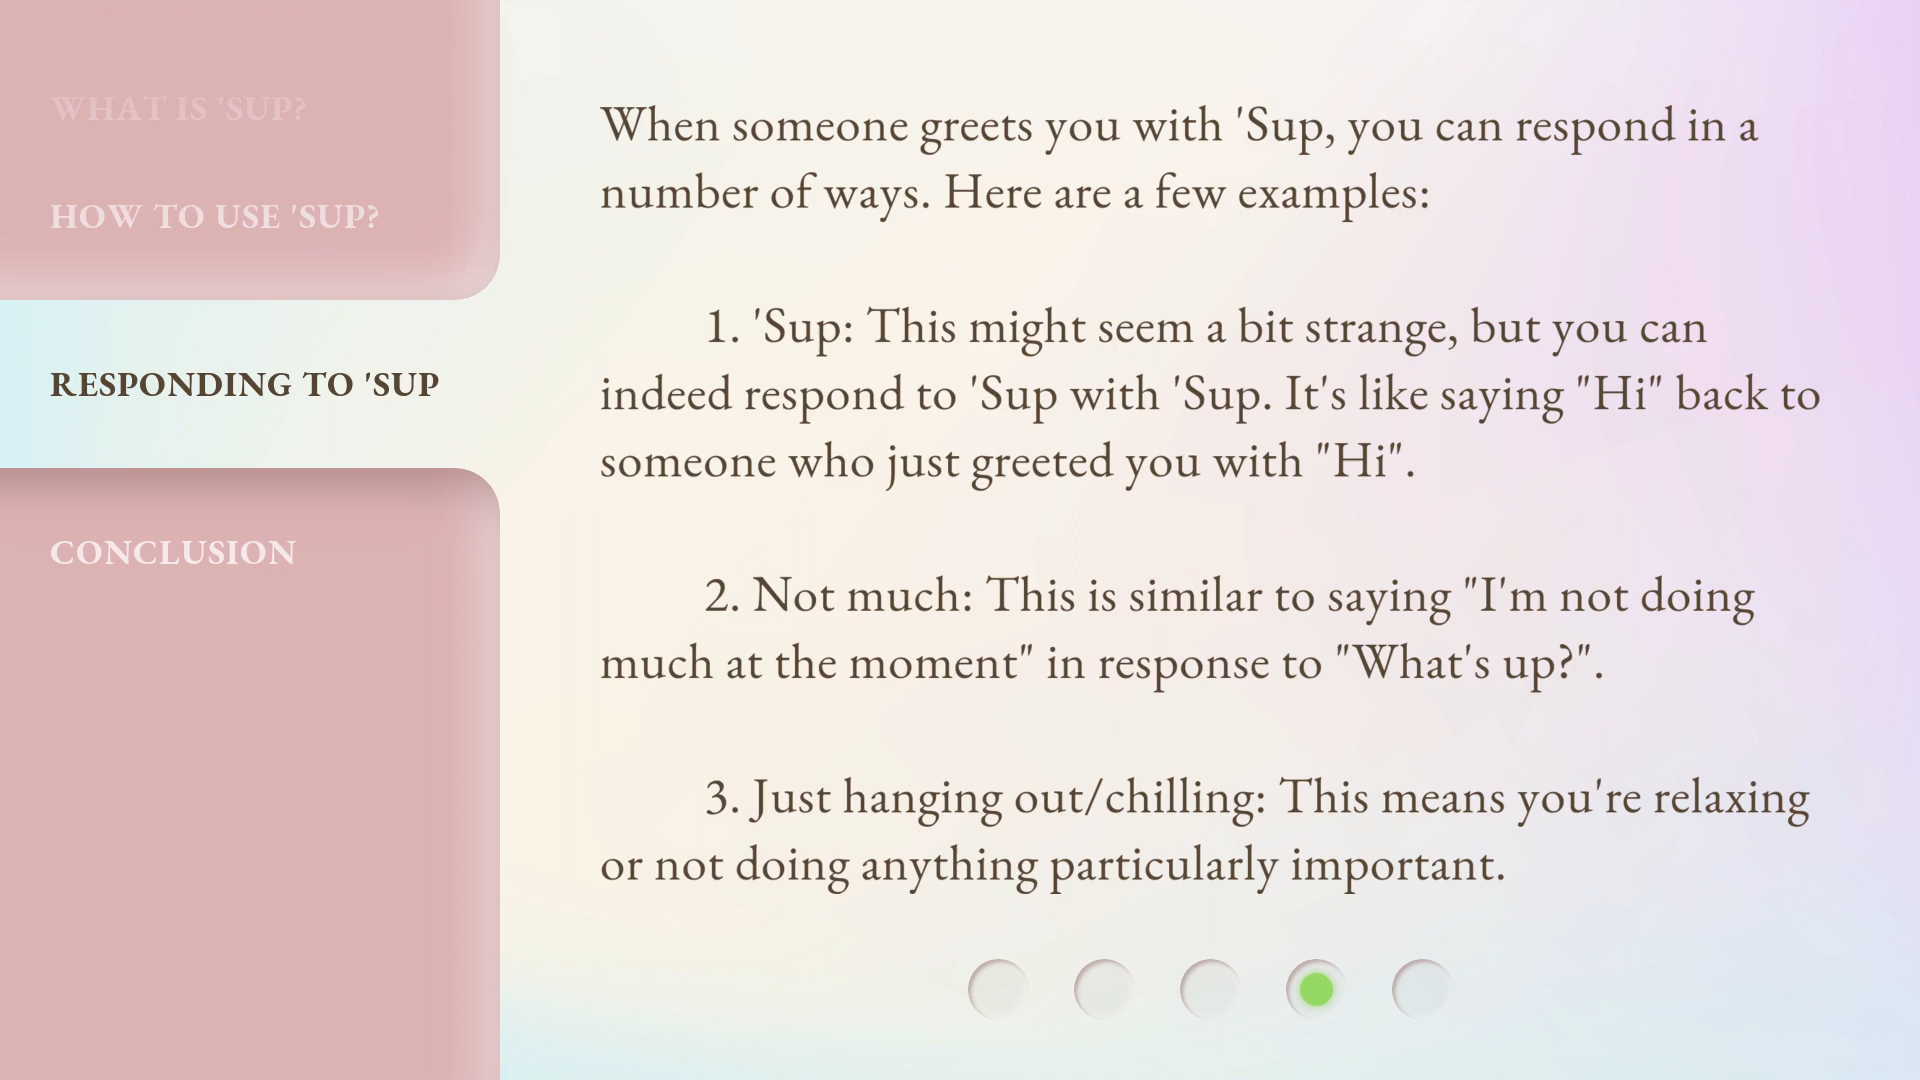 WHAT IS 'SUP?
HOW TO USE 'SUP?
RESPONDING TO 'SUP
CONCLUSION
When someone greets you with 'Sup, you can respond in a
number of ways. Here are a few examples:
1. 'Sup: This might seem a bit strange, but you can
indeed respond to 'Sup with 'Sup. It's like saying "Hi" back to
someone who just greeted you with "Hi".
2. Not much: This is similar to saying "I'm not doing
much at the moment" in response to "What's up?".
3. Just hanging out/chilling: This means you're relaxing
or not doing anything particularly important.